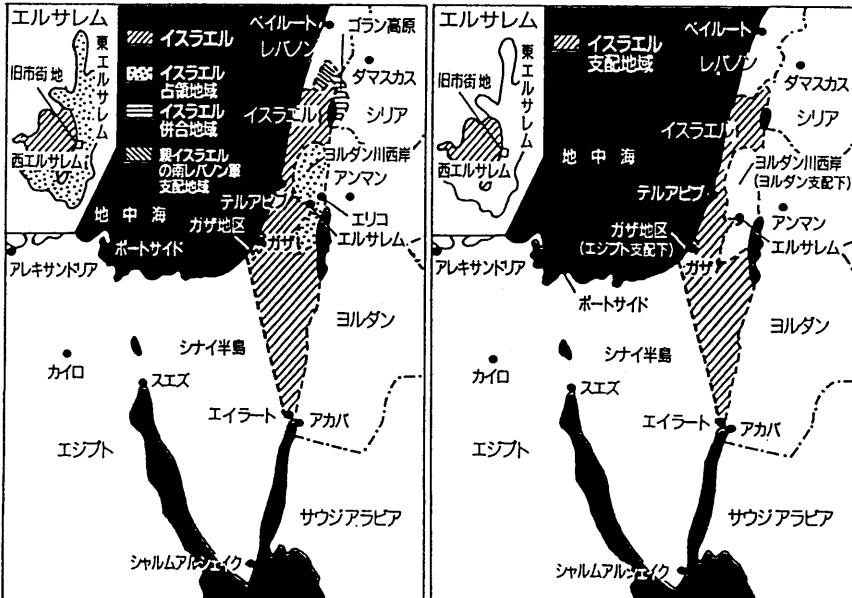 エルサレム
旧市街地
東エルサレム
西エルサレム
イスラエル
イスラエル
占領地域
イスラエル
併合地域
親イスラエル
の南レバノン軍
支配地域
ベイルート
ゴラン高原
レバノン
ダマスカス
シリア
イスラエル
ヨルダン川西岸
アンマン
テルアビブ
エリコ
エルサレム
地中海
ガザ地区
ガザ
ポートサイド
アレキサンドリア
ヨルダン
シナイ半島
カイロ
スエズ
エイラート
アカバ
エジプト
サウジアラビア
シャルムアルシェイク
エルサレム
旧市街地
東エルサレム
西エルサレム
イスラエル
支配地域
ベイルート
レバノン
ダマスカス
シリア
イスラエル
地中海
ヨルダン川西岸
(ヨルダン支配下)
テルアビブ
アンマン
ガザ地区
(エジプト支配下)
エルサレム
ガザ
アレキサンドリア
ポートサイド
ヨルダン
シナイ半島
カイロ
スエズ
エイラート
アカバ
エジプト
サウジアラビア
シャルムアルシェイク